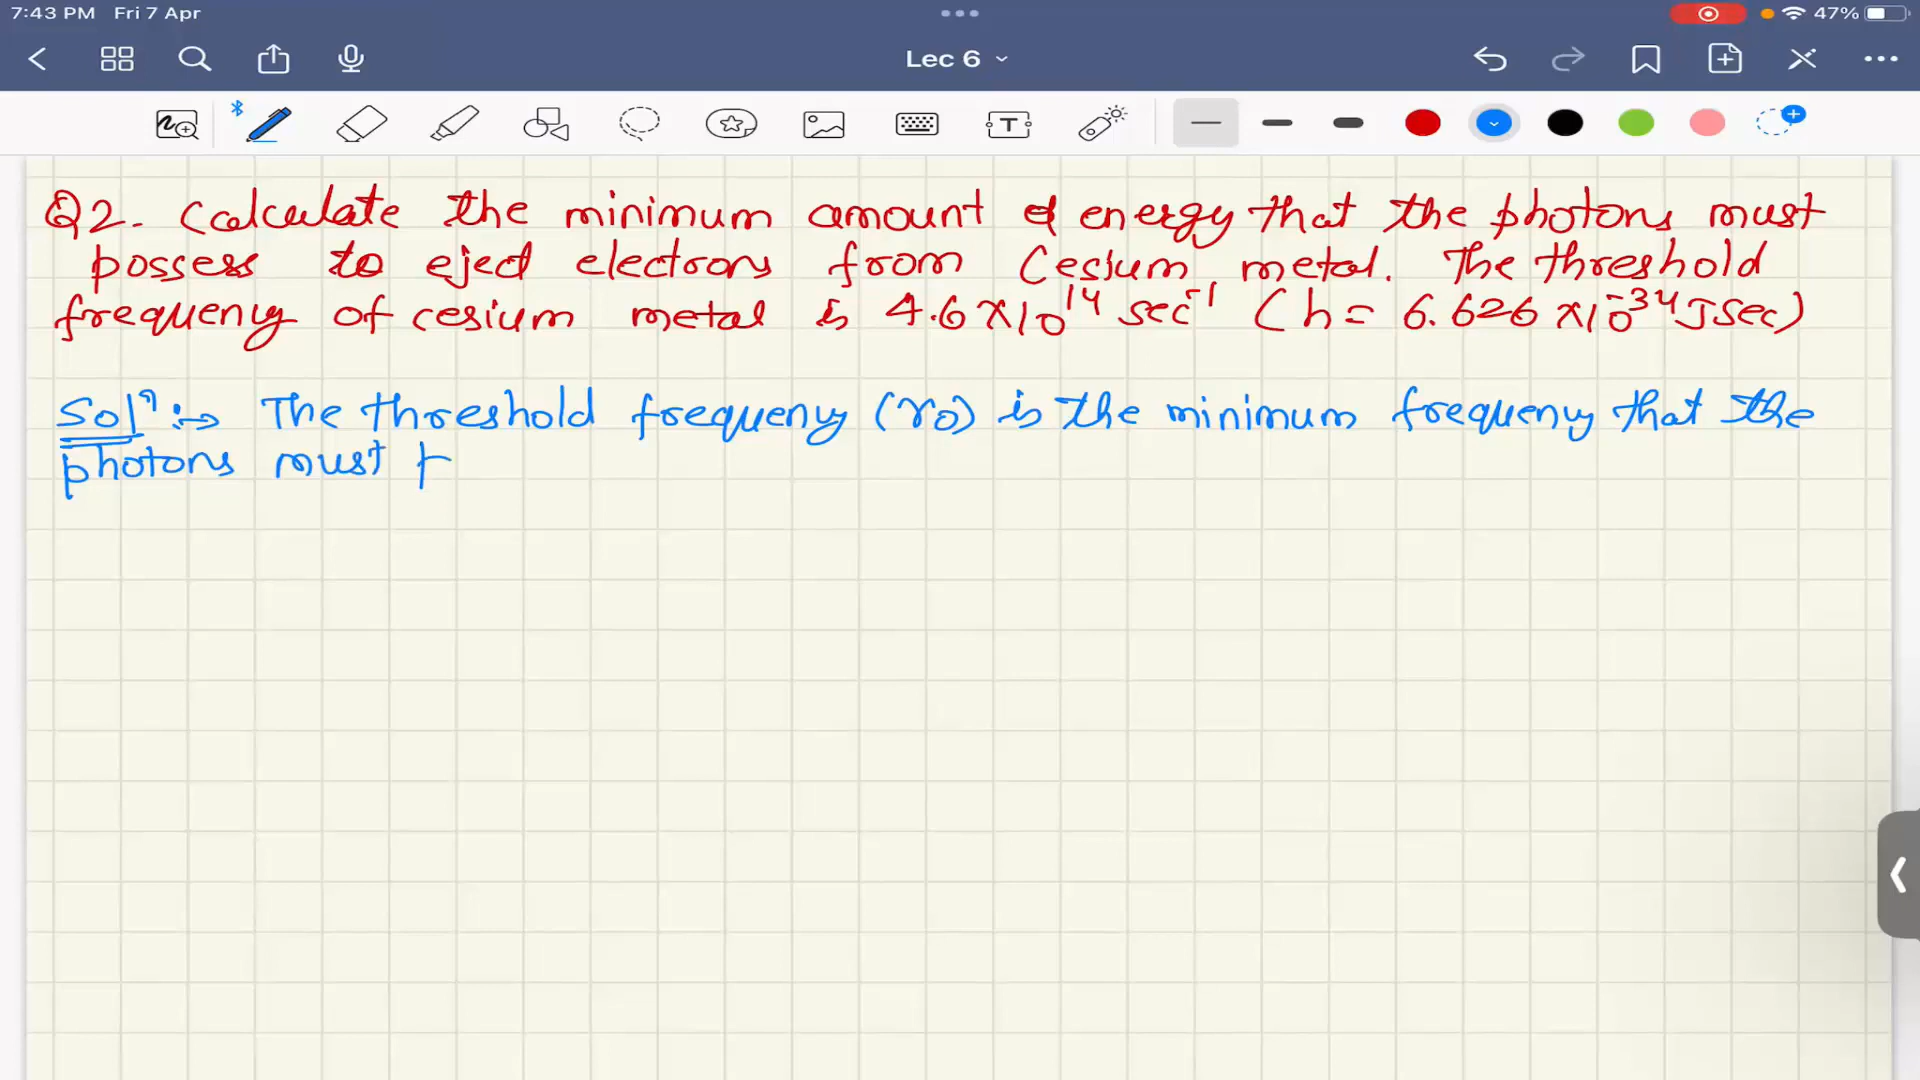 7:43 PM Fri 7 Apr
47%
Lec 6
Q2. Calculate the minimum amount of energy that the photons must
possess to eject electrons from Cesium metal. The threshold
frequency of cesium metal is 4.6 × 10¹⁴ sec⁻¹ (h = 6.626 × 10⁻³⁴ J sec)
Solⁿ :→ The threshold frequency (ν₀) is the minimum frequency that the
photons must